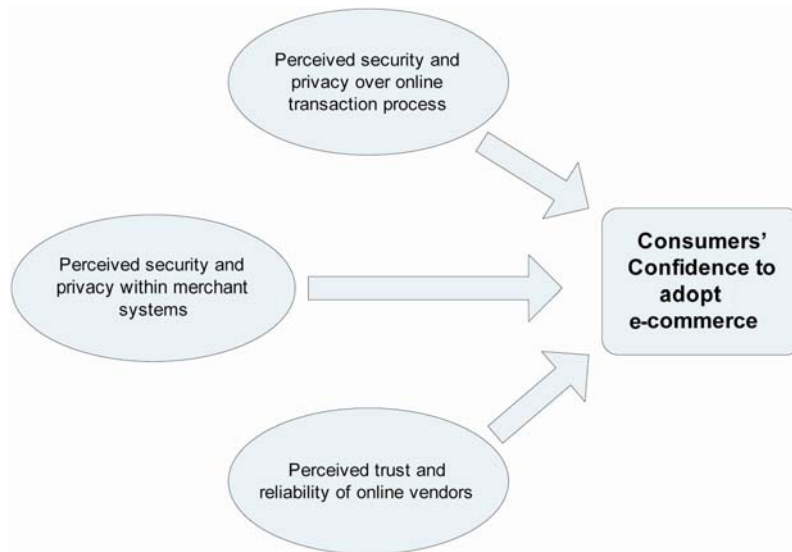 Perceived security and
privacy over online
transaction process
Perceived security and
privacy within merchant
systems
Consumers’
Confidence to
adopt
e-commerce
Perceived trust and
reliability of online vendors